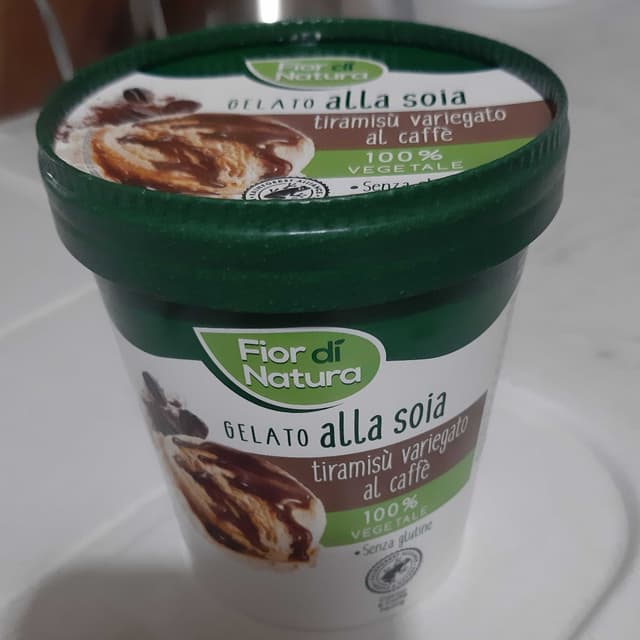 Fior di
Natura
GELATO alla soia
tiramisù variegato
al caffè
100%
VEGETALE
• Senza
Fior di
Natura
GELATO alla soia
tiramisù variegato
al caffè
100%
VEGETALE
• Senza glutine